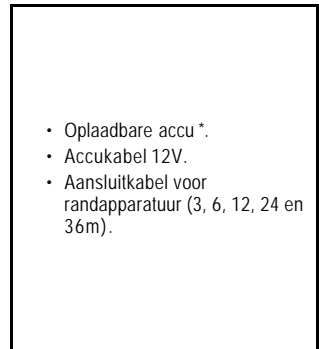 • Oplaadbare accu *.
• Accukabel 12V.
• Aansluitkabel voor
randapparatuur (3, 6, 12, 24 en
36m).